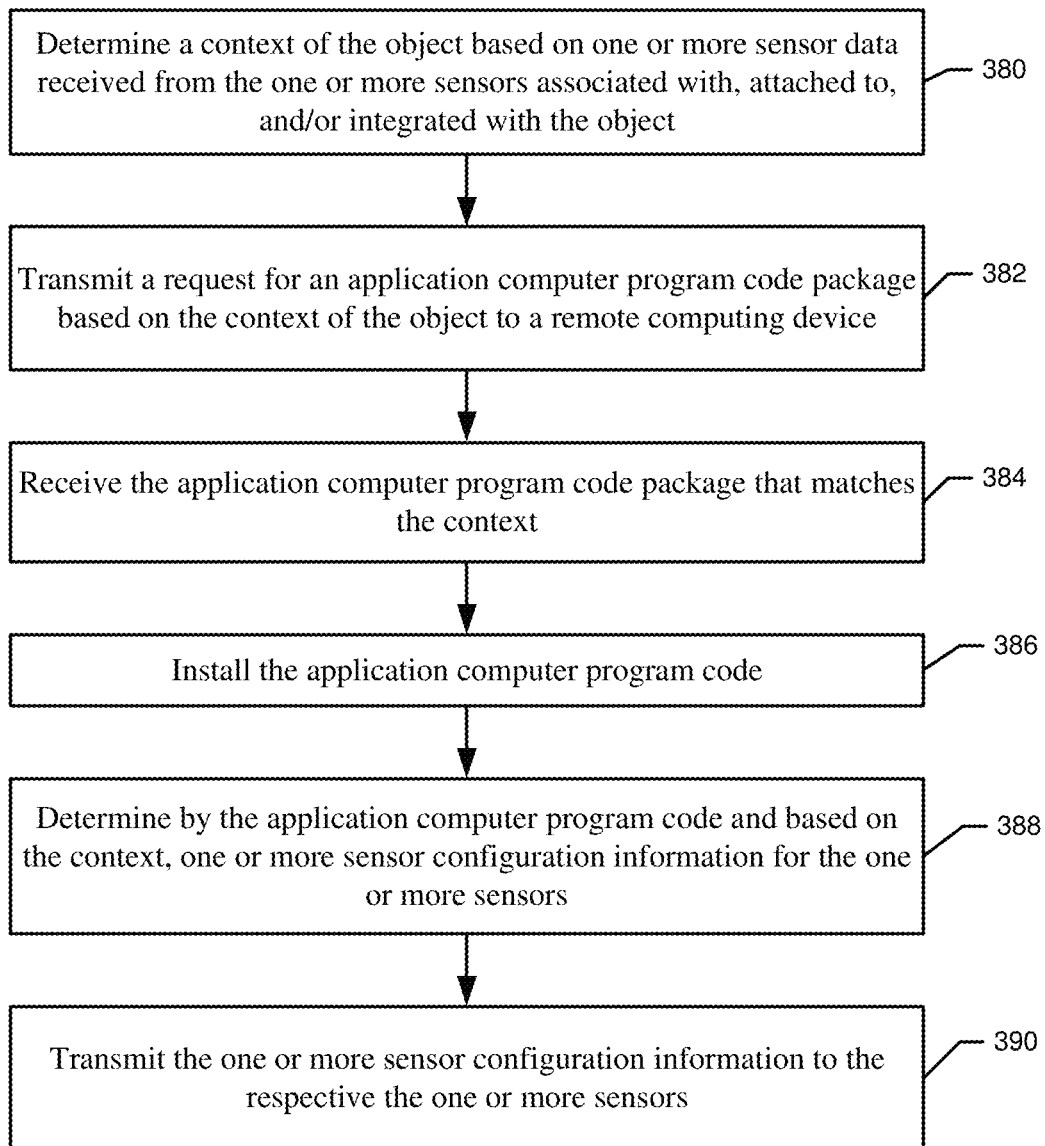 Determine a context of the object based on one or more sensor data
received from the one or more sensors associated with, attached to,
and/or integrated with the object
380
Transmit a request for an application computer program code package
based on the context of the object to a remote computing device
382
Receive the application computer program code package that matches
the context
384
Install the application computer program code
386
Determine by the application computer program code and based on
the context, one or more sensor configuration information for the one
or more sensors
388
Transmit the one or more sensor configuration information to the
respective the one or more sensors
390